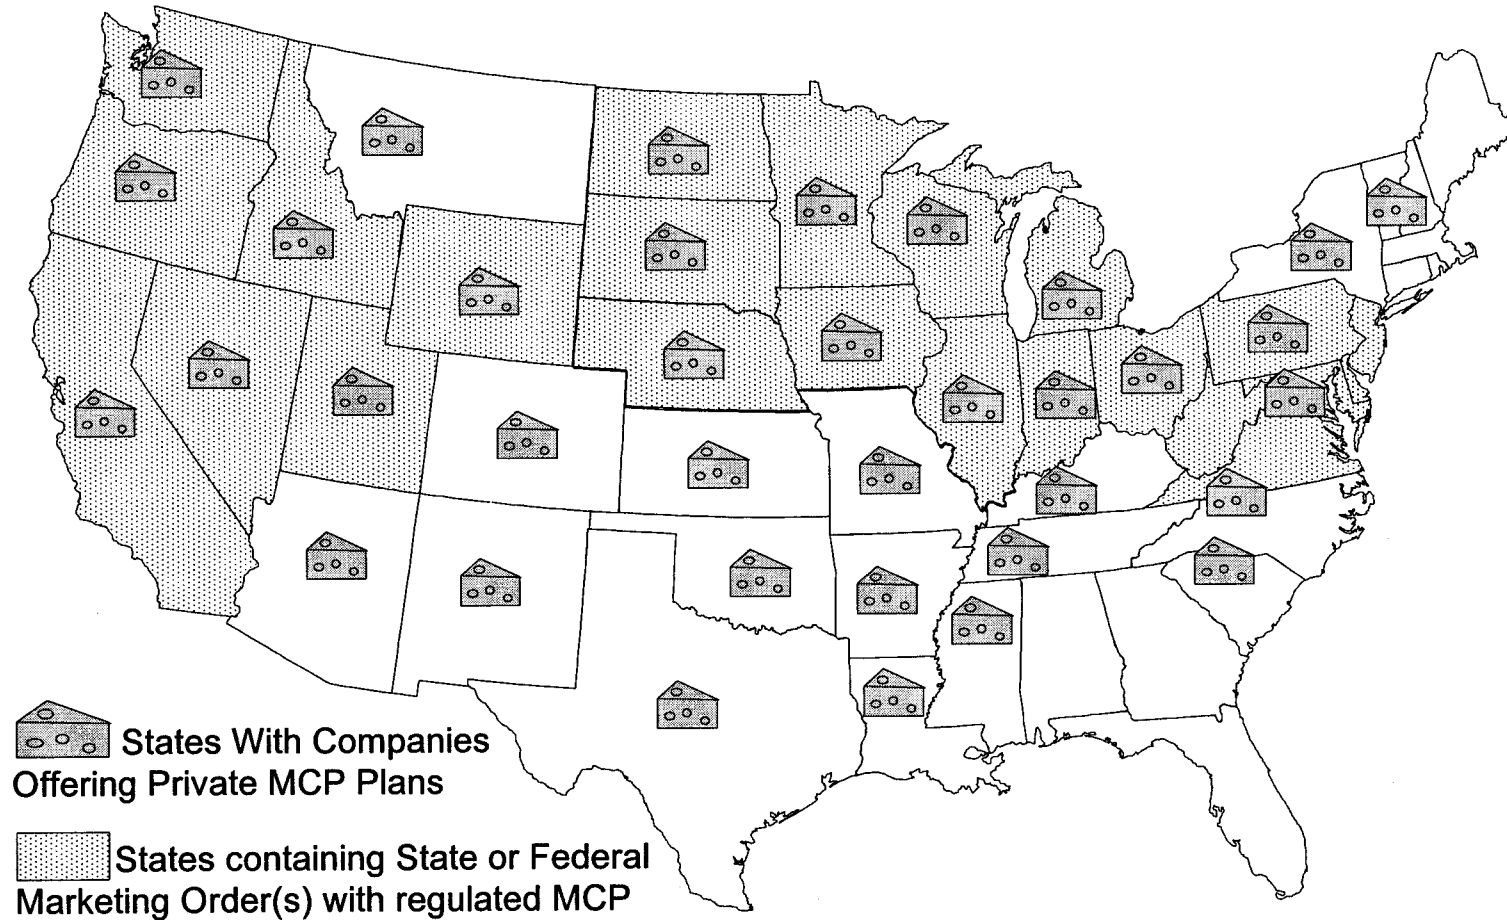 States With Companies
Offering Private MCP Plans
States containing State or Federal
Marketing Order(s) with regulated MCP